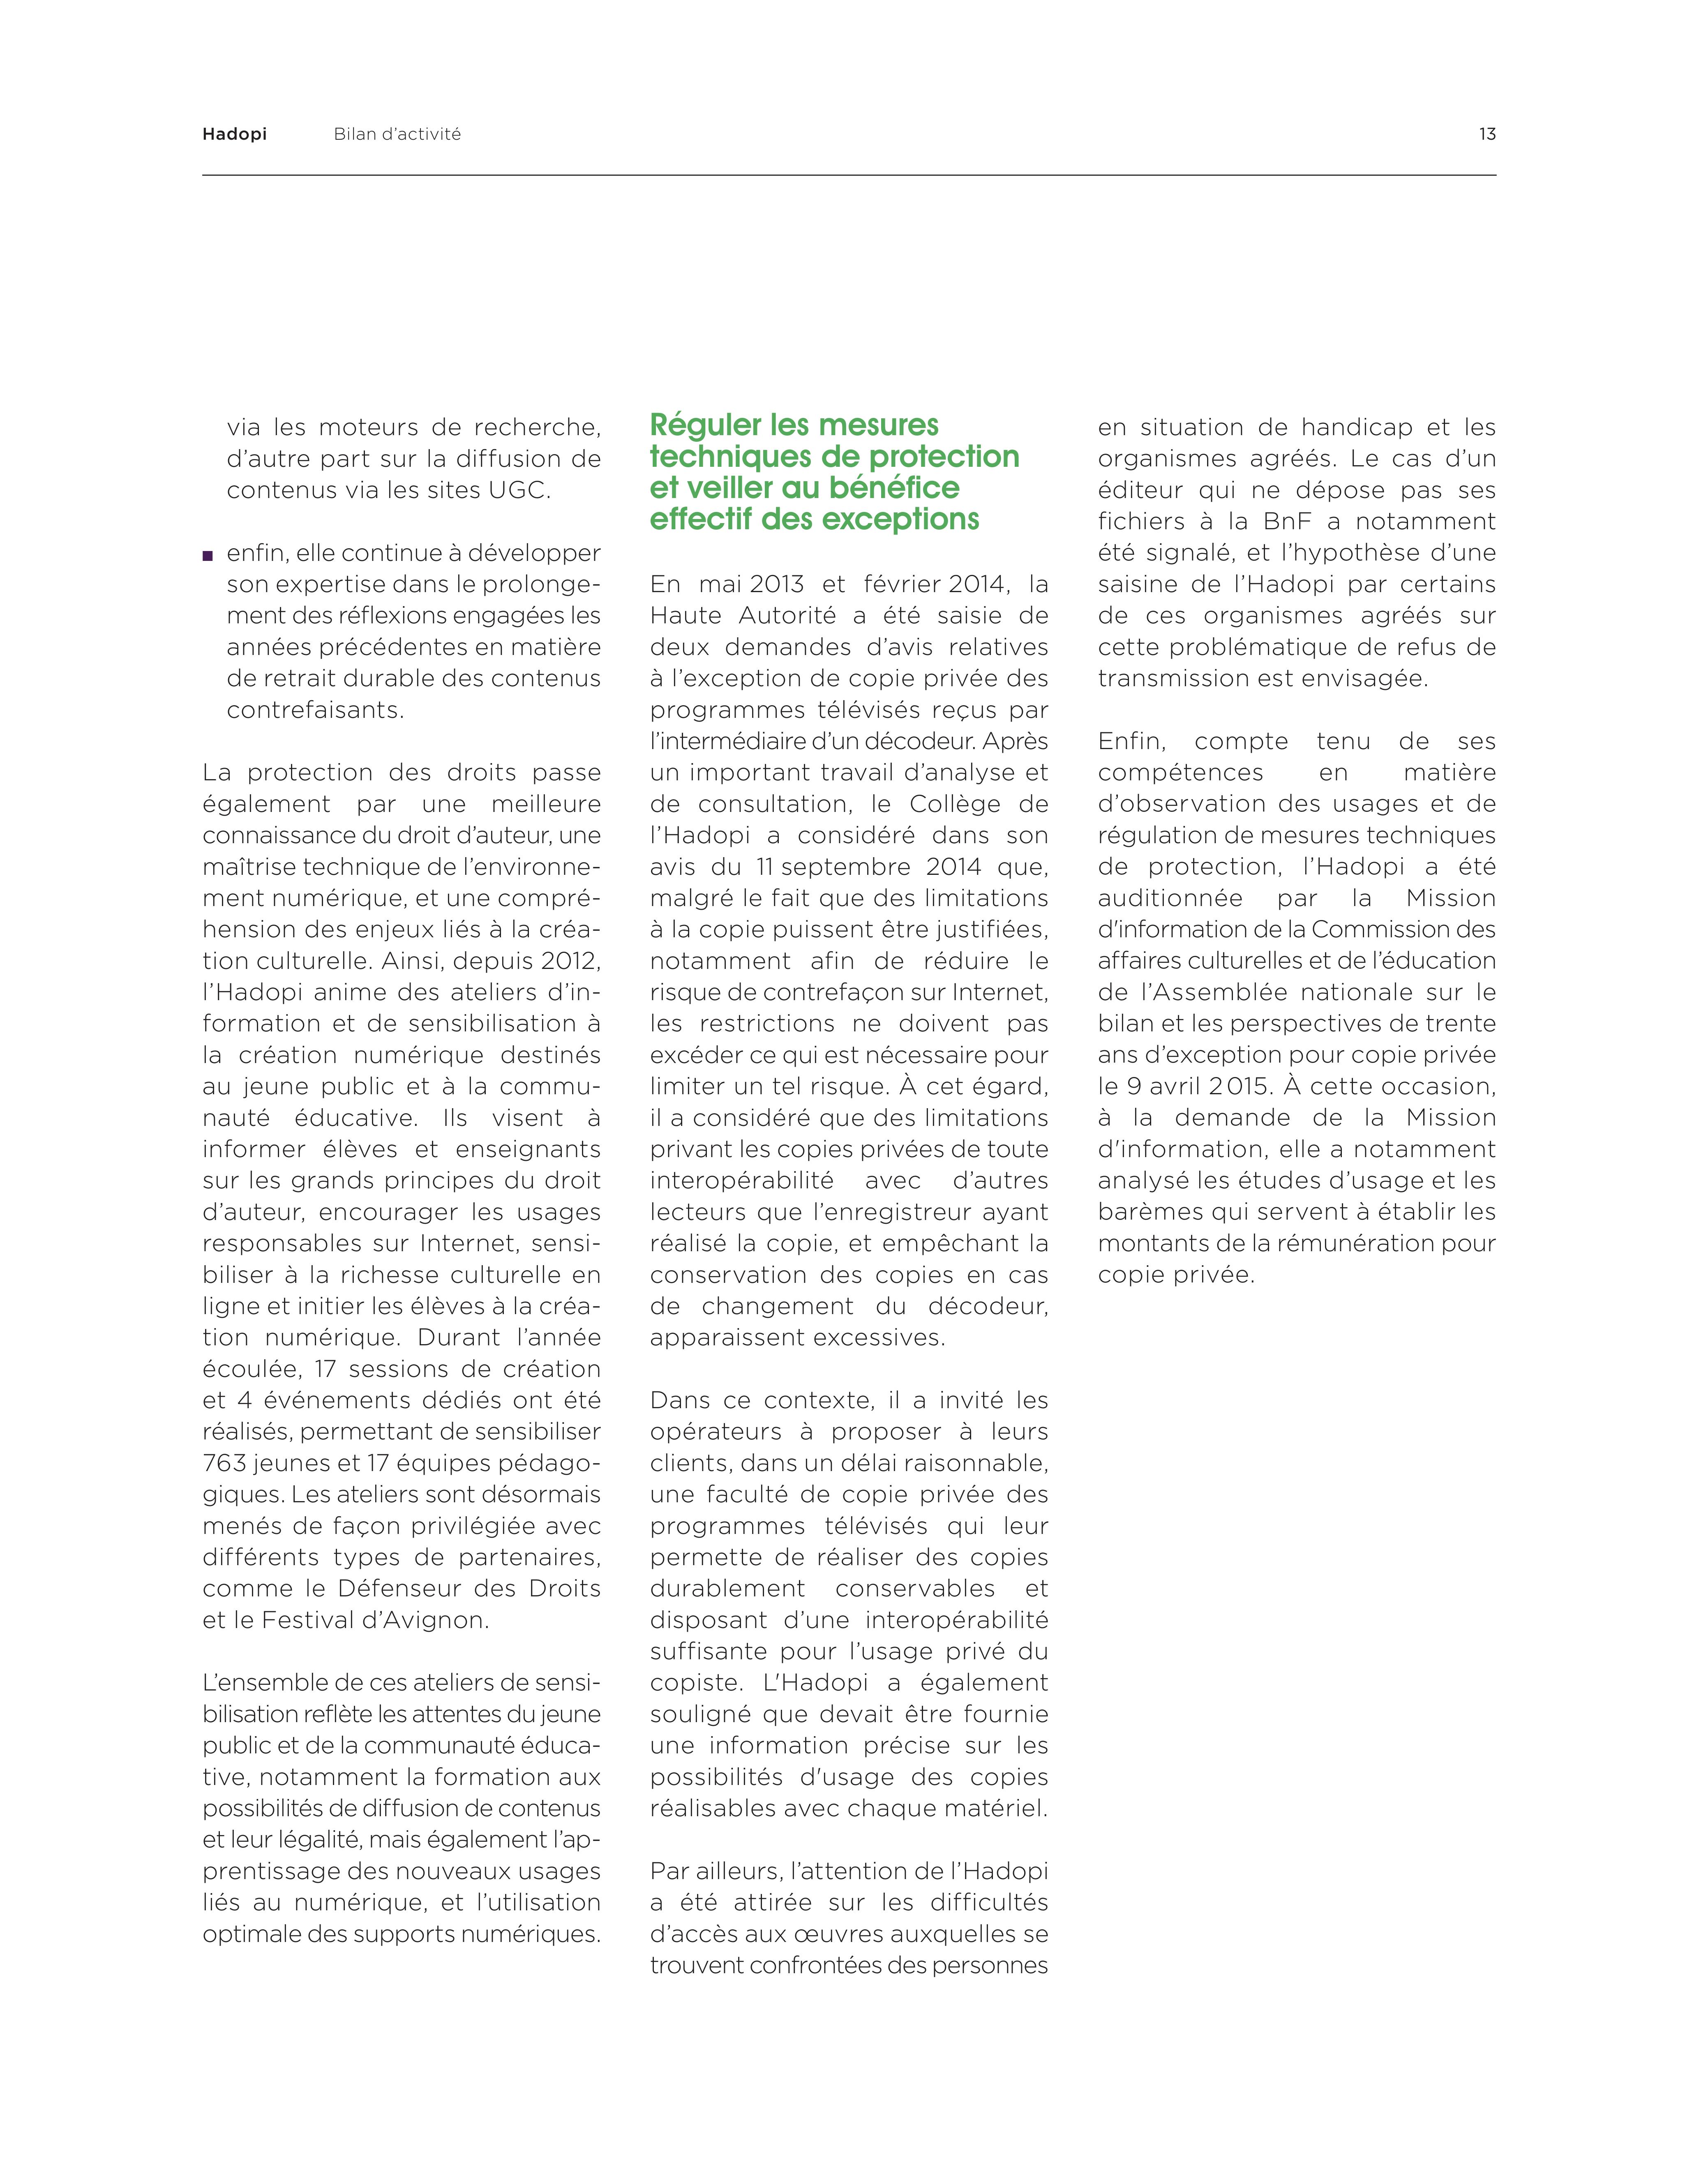 Hadopi Bilan d’activité 13
via les moteurs de recherche,
d’autre part sur la diffusion de
contenus via les sites UGC.
■ enfin, elle continue à développer
son expertise dans le prolonge-
ment des réflexions engagées les
années précédentes en matière
de retrait durable des contenus
contrefaisants.
La protection des droits passe
également par une meilleure
connaissance du droit d’auteur, une
maîtrise technique de l’environne-
ment numérique, et une compré-
hension des enjeux liés à la créa-
tion culturelle. Ainsi, depuis 2012,
l’Hadopi anime des ateliers d’in-
formation et de sensibilisation à
la création numérique destinés
au jeune public et à la commu-
nauté éducative. Ils visent à
informer élèves et enseignants
sur les grands principes du droit
d’auteur, encourager les usages
responsables sur Internet, sensi-
biliser à la richesse culturelle en
ligne et initier les élèves à la créa-
tion numérique. Durant l’année
écoulée, 17 sessions de création
et 4 événements dédiés ont été
réalisés, permettant de sensibiliser
763 jeunes et 17 équipes pédago-
giques. Les ateliers sont désormais
menés de façon privilégiée avec
différents types de partenaires,
comme le Défenseur des Droits
et le Festival d’Avignon.
L’ensemble de ces ateliers de sensi-
bilisation reflète les attentes du jeune
public et de la communauté éduca-
tive, notamment la formation aux
possibilités de diffusion de contenus
et leur légalité, mais également l’ap-
prentissage des nouveaux usages
liés au numérique, et l’utilisation
optimale des supports numériques.
Réguler les mesures
techniques de protection
et veiller au bénéfice
effectif des exceptions
En mai 2013 et février 2014, la
Haute Autorité a été saisie de
deux demandes d’avis relatives
à l’exception de copie privée des
programmes télévisés reçus par
l’intermédiaire d’un décodeur. Après
un important travail d’analyse et
de consultation, le Collège de
l’Hadopi a considéré dans son
avis du 11 septembre 2014 que,
malgré le fait que des limitations
à la copie puissent être justifiées,
notamment afin de réduire le
risque de contrefaçon sur Internet,
les restrictions ne doivent pas
excéder ce qui est nécessaire pour
limiter un tel risque. À cet égard,
il a considéré que des limitations
privant les copies privées de toute
interopérabilité avec d’autres
lecteurs que l’enregistreur ayant
réalisé la copie, et empêchant la
conservation des copies en cas
de changement du décodeur,
apparaissent excessives.
Dans ce contexte, il a invité les
opérateurs à proposer à leurs
clients, dans un délai raisonnable,
une faculté de copie privée des
programmes télévisés qui leur
permette de réaliser des copies
durablement conservables et
disposant d’une interopérabilité
suffisante pour l’usage privé du
copiste. L'Hadopi a également
souligné que devait être fournie
une information précise sur les
possibilités d'usage des copies
réalisables avec chaque matériel.
Par ailleurs, l’attention de l’Hadopi
a été attirée sur les difficultés
d’accès aux œuvres auxquelles se
trouvent confrontées des personnes
en situation de handicap et les
organismes agréés. Le cas d’un
éditeur qui ne dépose pas ses
fichiers à la BnF a notamment
été signalé, et l’hypothèse d’une
saisine de l’Hadopi par certains
de ces organismes agréés sur
cette problématique de refus de
transmission est envisagée.
Enfin, compte tenu de ses
compétences en matière
d’observation des usages et de
régulation de mesures techniques
de protection, l’Hadopi a été
auditionnée par la Mission
d'information de la Commission des
affaires culturelles et de l’éducation
de l’Assemblée nationale sur le
bilan et les perspectives de trente
ans d’exception pour copie privée
le 9 avril 2015. À cette occasion,
à la demande de la Mission
d'information, elle a notamment
analysé les études d’usage et les
barèmes qui servent à établir les
montants de la rémunération pour
copie privée.